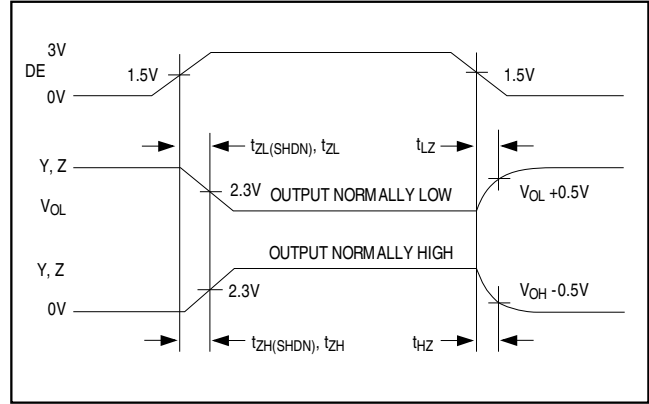 3V
DE
1.5V
1.5V
0V
tZL(SHDN), tZL
tLZ
Y, Z
2.3V
OUTPUT NORMALLY LOW
VOL +0.5V
VOL
OUTPUT NORMALLY HIGH
Y, Z
2.3V
VOH -0.5V
0V
tZH(SHDN), tZH
tHZ